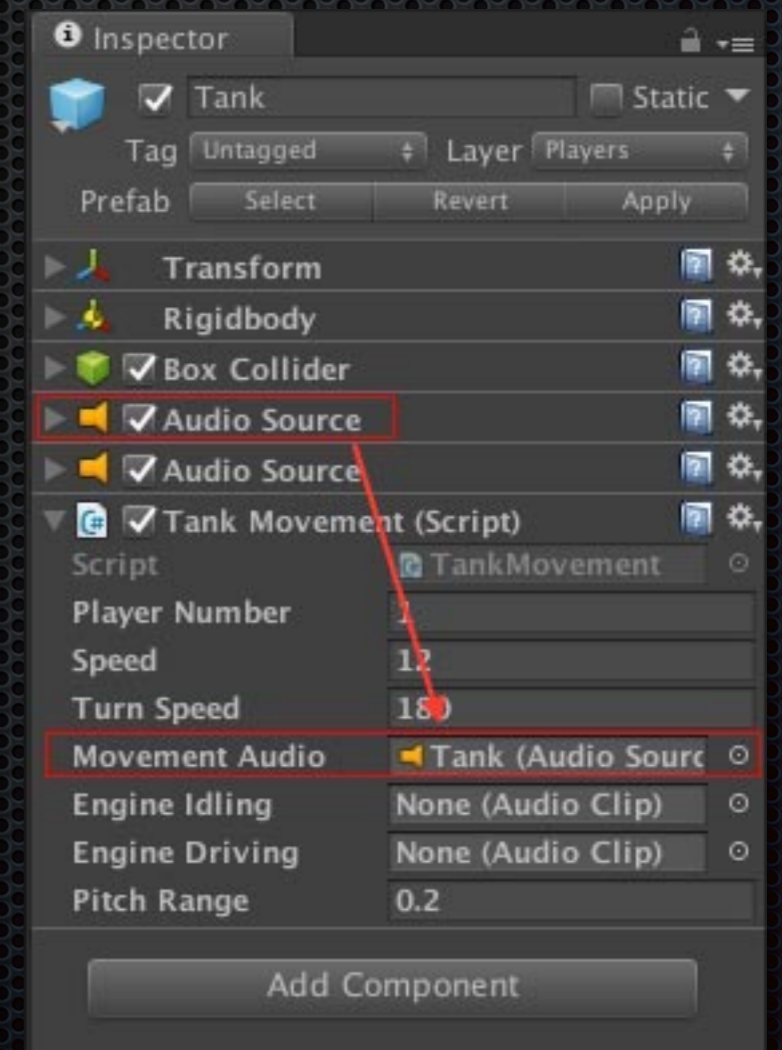 Inspector
Tank Static
Tag Untagged Layer Players
Prefab Select Revert Apply
Transform
Rigidbody
Box Collider
Audio Source
Audio Source
C# Tank Movement (Script)
Script TankMovement
Player Number 1
Speed 12
Turn Speed 180
Movement Audio Tank (Audio Sourc
Engine Idling None (Audio Clip)
Engine Driving None (Audio Clip)
Pitch Range 0.2
Add Component